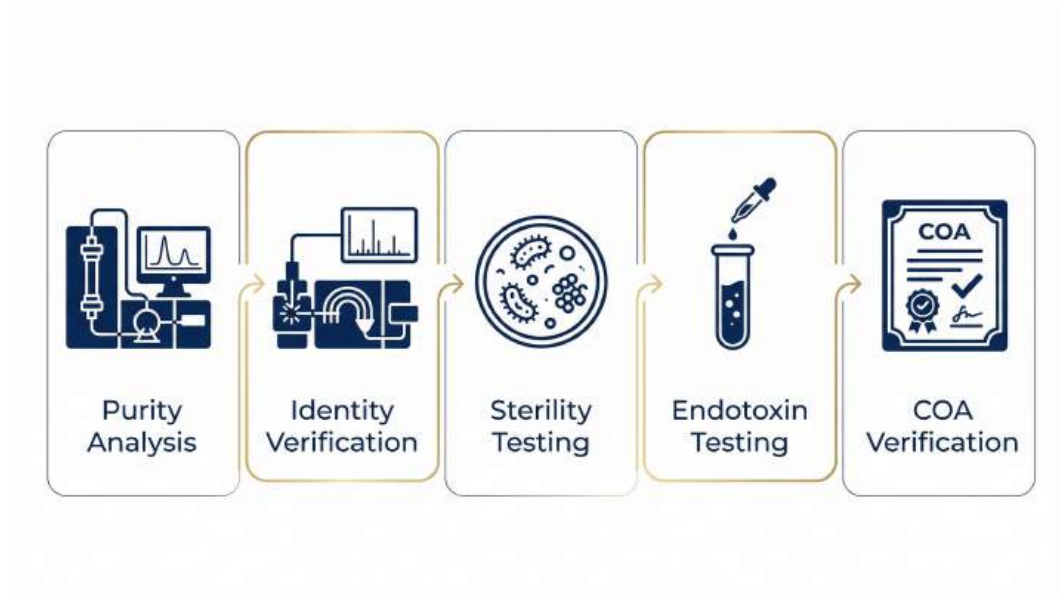 COA
Purity
Analysis
Identity
Verification
Sterility
Testing
Endotoxin
Testing
COA
Verification